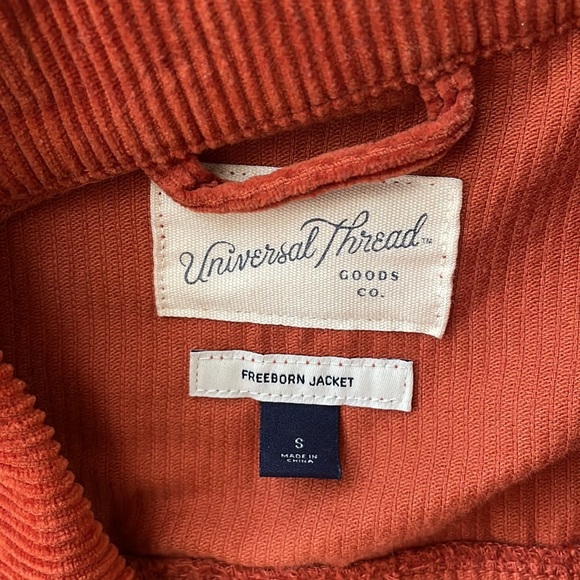 Universal Thread™
GOODS
CO.
FREEBORN JACKET
S
MADE IN
CHINA